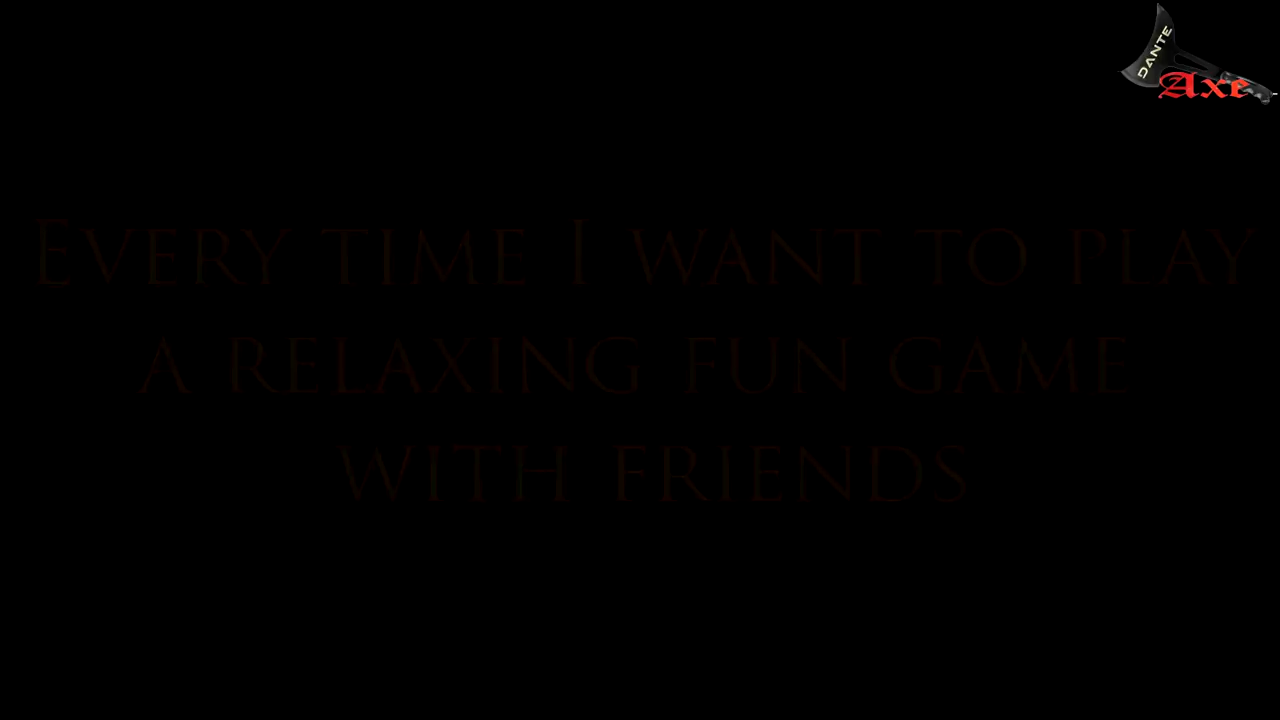 DANTE
Axe
Every time I want to play
a relaxing fun game
with friends